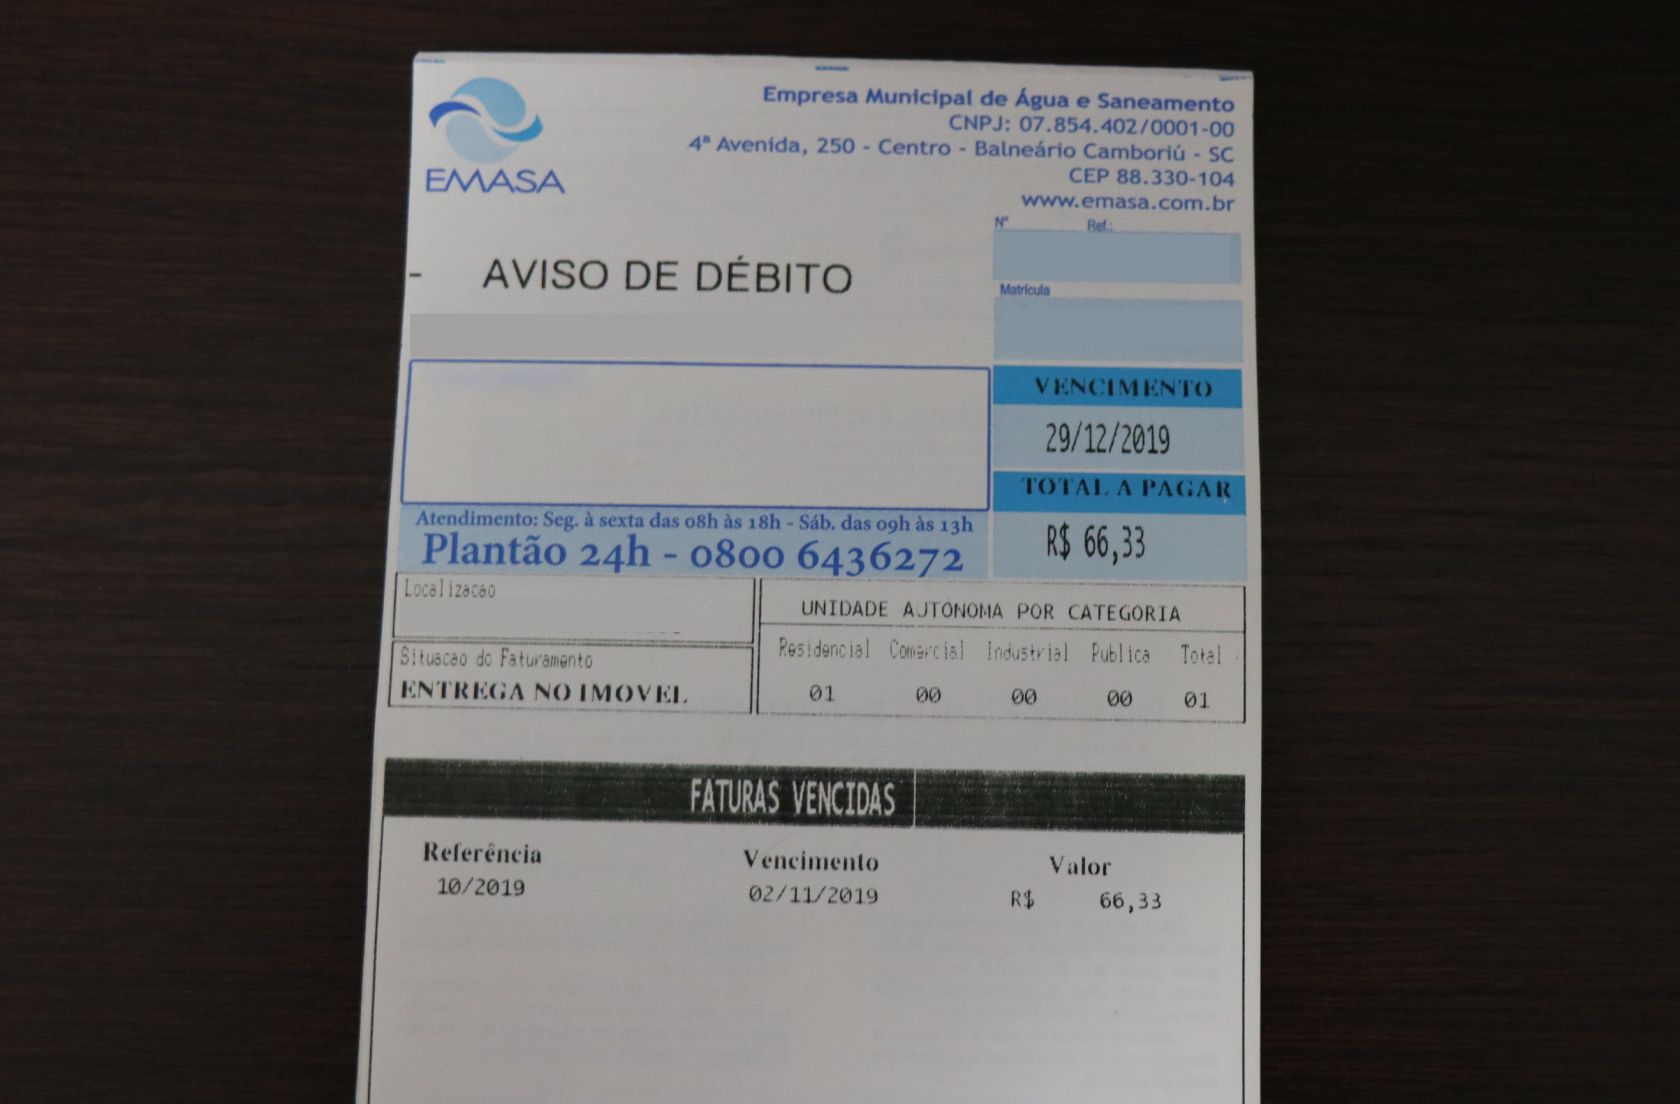 EMASA
Empresa Municipal de Água e Saneamento
CNPJ: 07.854.402/0001-00
4ª Avenida, 250 - Centro - Balneário Camboriú - SC
CEP 88.330-104
www.emasa.com.br
Nº Ref.:
- AVISO DE DÉBITO
Matrícula
VENCIMENTO
29/12/2019
TOTAL A PAGAR
R$ 66,33
Atendimento: Seg. à sexta das 08h às 18h - Sáb. das 09h às 13h
Plantão 24h - 0800 6436272
Localizacao
Situacao do Faturamento
ENTREGA NO IMOVEL
UNIDADE AUTÔNOMA POR CATEGORIA
Residencial Comercial Industrial Publica Total
01 00 00 00 01
FATURAS VENCIDAS
Referência Vencimento Valor
10/2019 02/11/2019 R$ 66,33